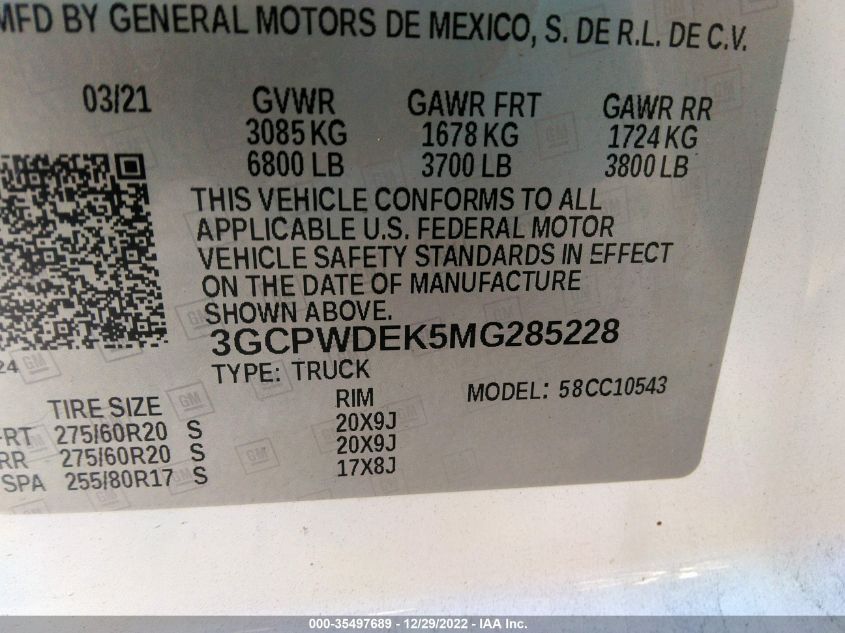 MFD BY GENERAL MOTORS DE MEXICO, S. DE R.L. DE C.V.
03/21 GVWR GAWR FRT GAWR RR
3085 KG 1678 KG 1724 KG
6800 LB 3700 LB 3800 LB
THIS VEHICLE CONFORMS TO ALL
APPLICABLE U.S. FEDERAL MOTOR
VEHICLE SAFETY STANDARDS IN EFFECT
ON THE DATE OF MANUFACTURE
SHOWN ABOVE.
3GCPWDEK5MG285228
24
TYPE: TRUCK
MODEL: 58CC10543
TIRE SIZE RIM
FRT 275/60R20 S 20X9J
RR 275/60R20 S 20X9J
SPA 255/80R17 S 17X8J
000-35497689 - 12/29/2022 - IAA Inc.